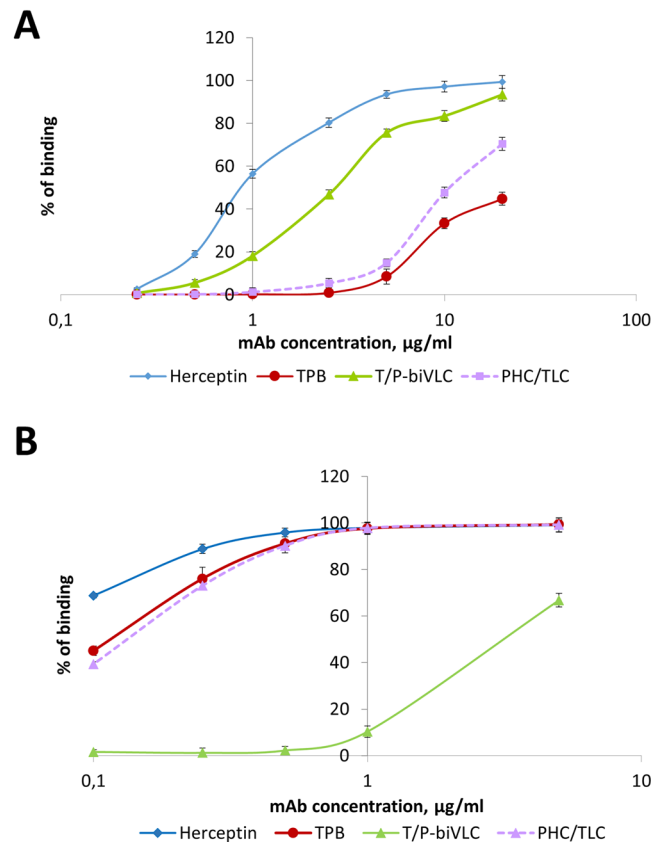 A
120
100
80
60
40
20
0
% of binding
0,1
1
10
100
mAb concentration, µg/ml
Herceptin TPB T/P-biVLC PHC/TLC
B
120
100
80
60
40
20
0
% of binding
0,1
1
10
mAb concentration, µg/ml
Herceptin TPB T/P-biVLC PHC/TLC